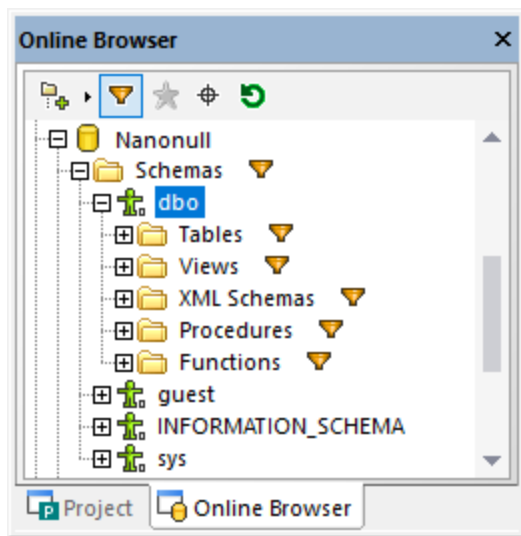 Online Browser
Nanonull
Schemas
dbo
Tables
Views
XML Schemas
Procedures
Functions
guest
INFORMATION_SCHEMA
sys
Project Online Browser